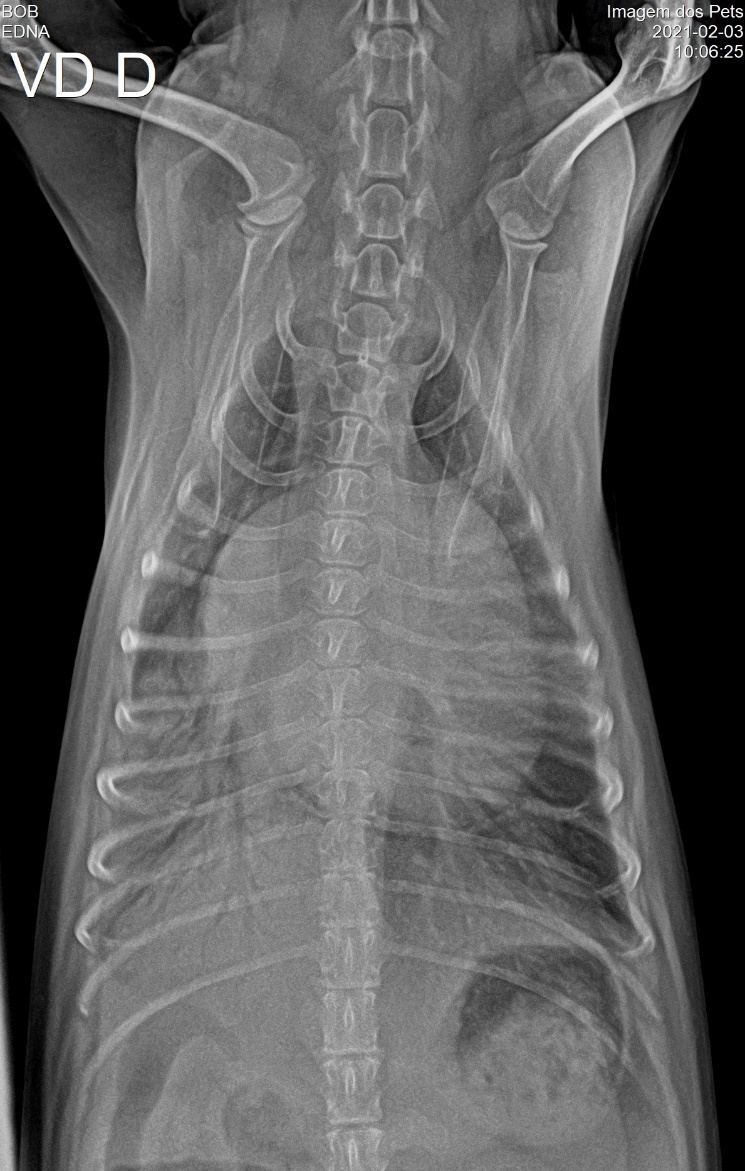 BOB
EDNA
VD D
Imagem dos Pets
2021-02-03
10:06:25